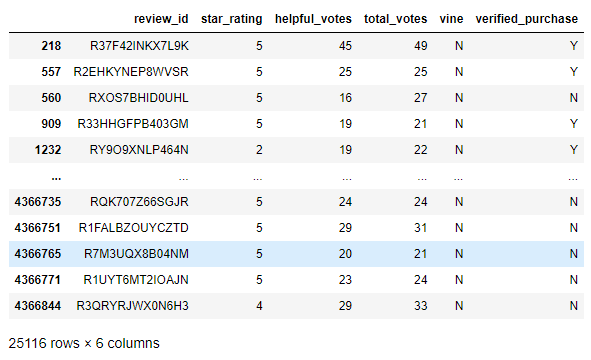 review_id star_rating helpful_votes total_votes vine verified_purchase
218 R37F42INKX7L9K 5 45 49 N Y
557 R2EHKYNEP8WVSR 5 25 25 N Y
560 RXOS7BHID0UHL 5 16 27 N N
909 R33HHGFPB403GM 5 19 21 N Y
1232 RY9O9XNLP464N 2 19 22 N Y
... ... ... ... ... ... ...
4366735 RQK707Z66SGJR 5 24 24 N N
4366751 R1FALBZOUYCZTD 5 29 31 N N
4366765 R7M3UQX8B04NM 5 20 21 N N
4366771 R1UYT6MT2IOAJN 5 23 24 N N
4366844 R3QRYRJWX0N6H3 4 29 33 N N
25116 rows × 6 columns